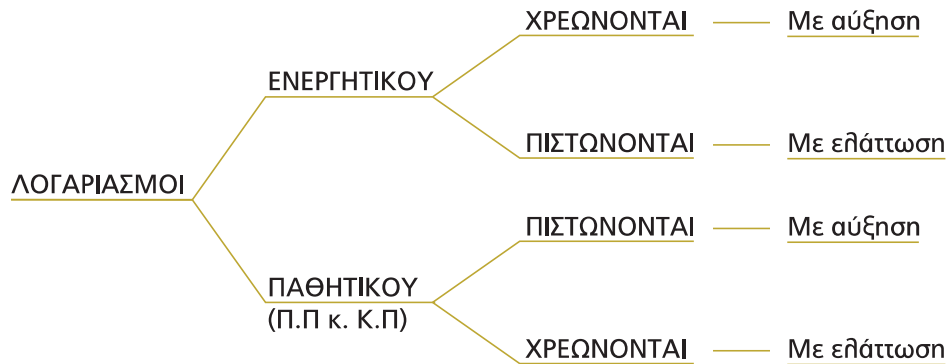 ΧΡΕΩΝΟΝΤΑΙ Με αύξηση
ΕΝΕΡΓΗΤΙΚΟΥ
ΠΙΣΤΩΝΟΝΤΑΙ Με ελάττωση
ΛΟΓΑΡΙΑΣΜΟΙ
ΠΙΣΤΩΝΟΝΤΑΙ Με αύξηση
ΠΑΘΗΤΙΚΟΥ
(Π.Π κ. Κ.Π)
ΧΡΕΩΝΟΝΤΑΙ Με ελάττωση